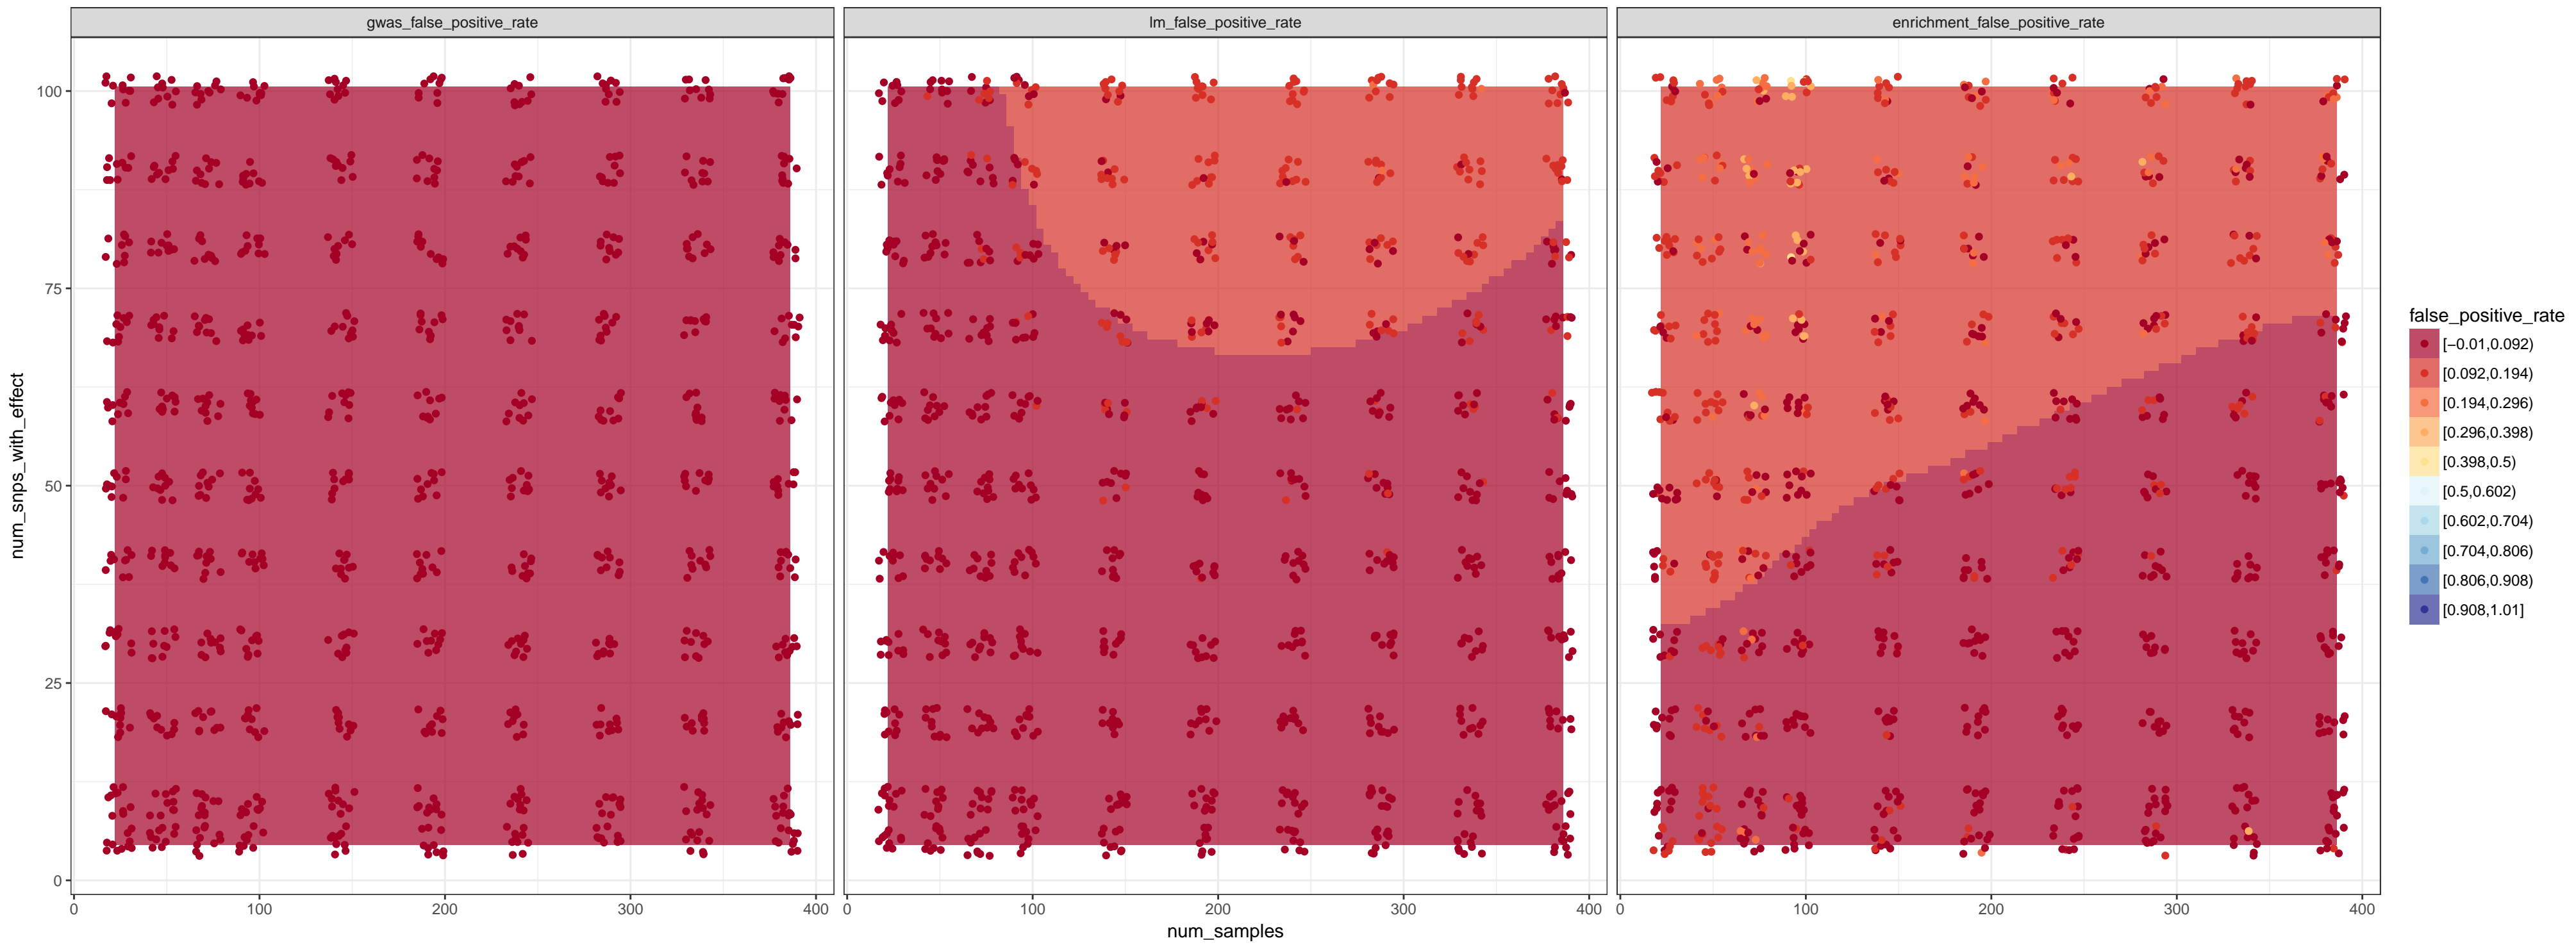 gwas_false_positive_rate
lm_false_positive_rate
enrichment_false_positive_rate
100
75
50
25
0
num_snps_with_effect
0 100 200 300 400
0 100 200 300 400
0 100 200 300 400
num_samples
false_positive_rate
[−0.01,0.092)
[0.092,0.194)
[0.194,0.296)
[0.296,0.398)
[0.398,0.5)
[0.5,0.602)
[0.602,0.704)
[0.704,0.806)
[0.806,0.908)
[0.908,1.01]